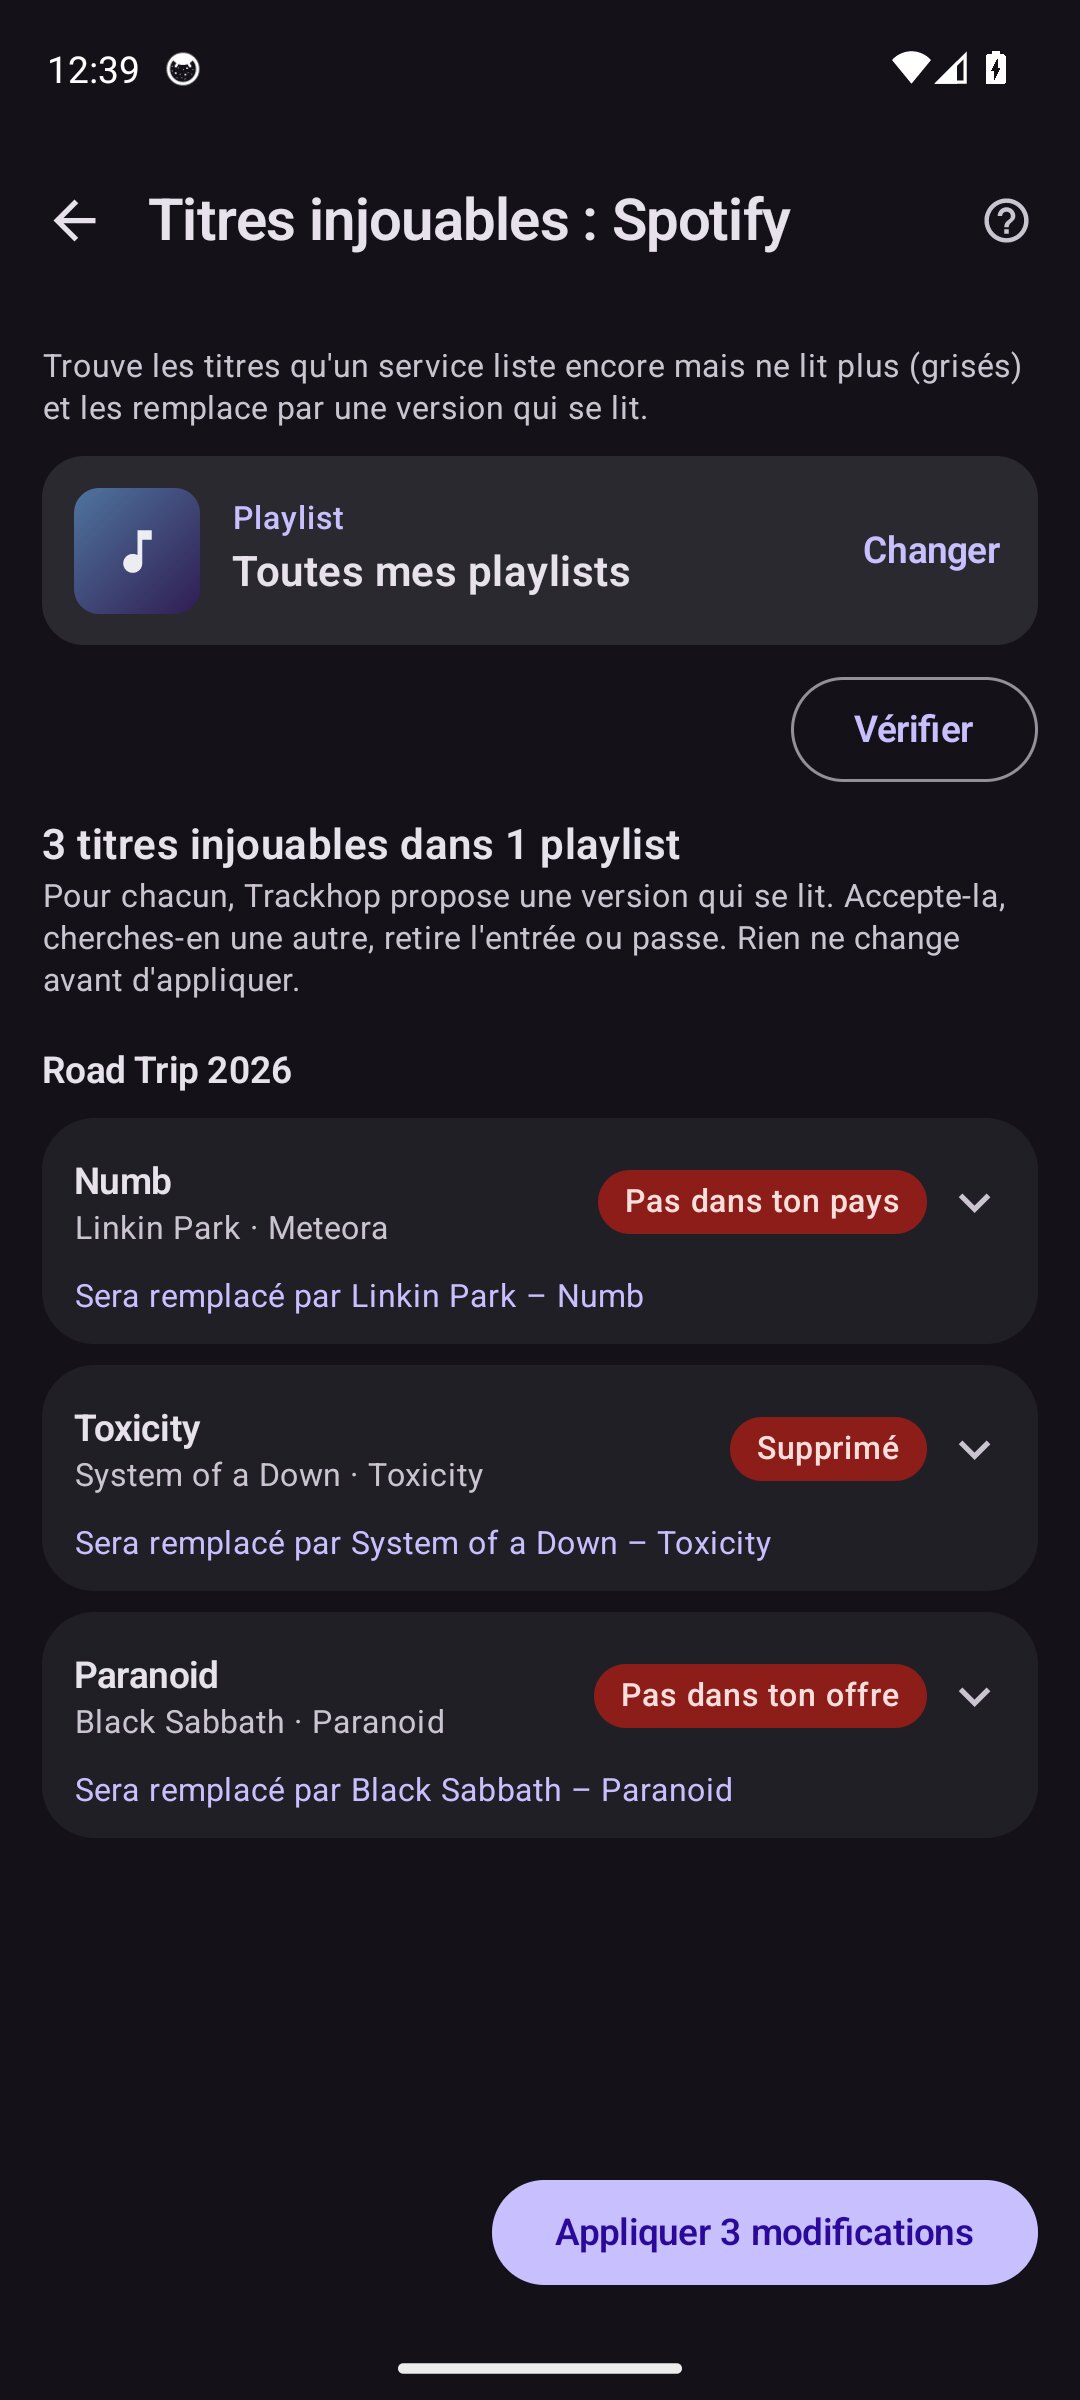 12:39
Titres injouables : Spotify
Trouve les titres qu'un service liste encore mais ne lit plus (grisés)
et les remplace par une version qui se lit.
Playlist
Toutes mes playlists
Changer
Vérifier
3 titres injouables dans 1 playlist
Pour chacun, Trackhop propose une version qui se lit. Accepte-la,
cherches-en une autre, retire l'entrée ou passe. Rien ne change
avant d'appliquer.
Road Trip 2026
Numb
Linkin Park · Meteora
Pas dans ton pays
Sera remplacé par Linkin Park – Numb
Toxicity
System of a Down · Toxicity
Supprimé
Sera remplacé par System of a Down – Toxicity
Paranoid
Black Sabbath · Paranoid
Pas dans ton offre
Sera remplacé par Black Sabbath – Paranoid
Appliquer 3 modifications